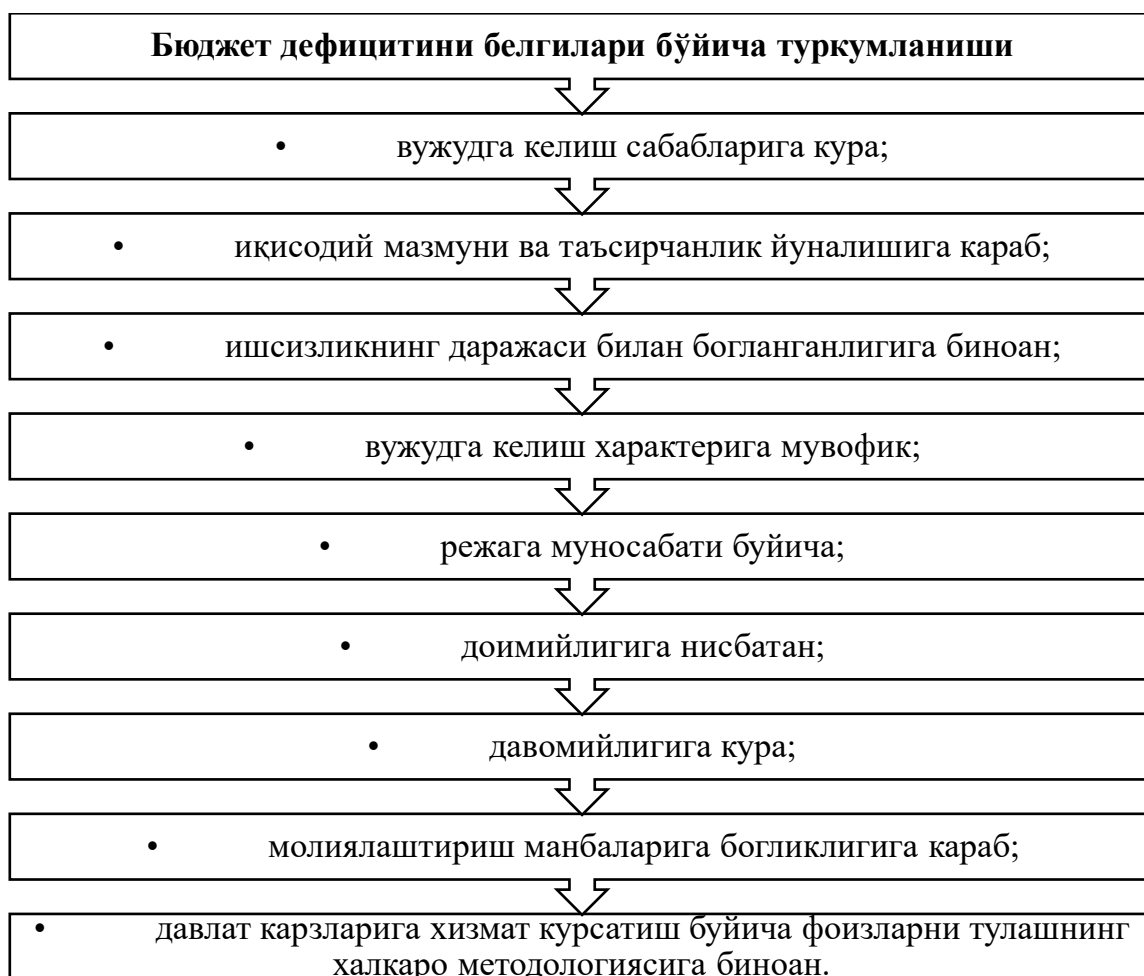 Бюджет дефицитини белгилари бўйича туркумланиши
• вужудга келиш сабабларига кура;
• иқисодий мазмуни ва таъсирчанлик йуналишига караб;
• ишсизликнинг даражаси билан богланганлигига биноан;
• вужудга келиш характерига мувофик;
• режага муносабати буйича;
• доимийлигига нисбатан;
• давомийлигига кура;
• молиялаштириш манбаларига богликлигига караб;
• давлат карзларига хизмат курсатиш буйича фоизларни тулашнинг
халкаро методологиясига биноан.